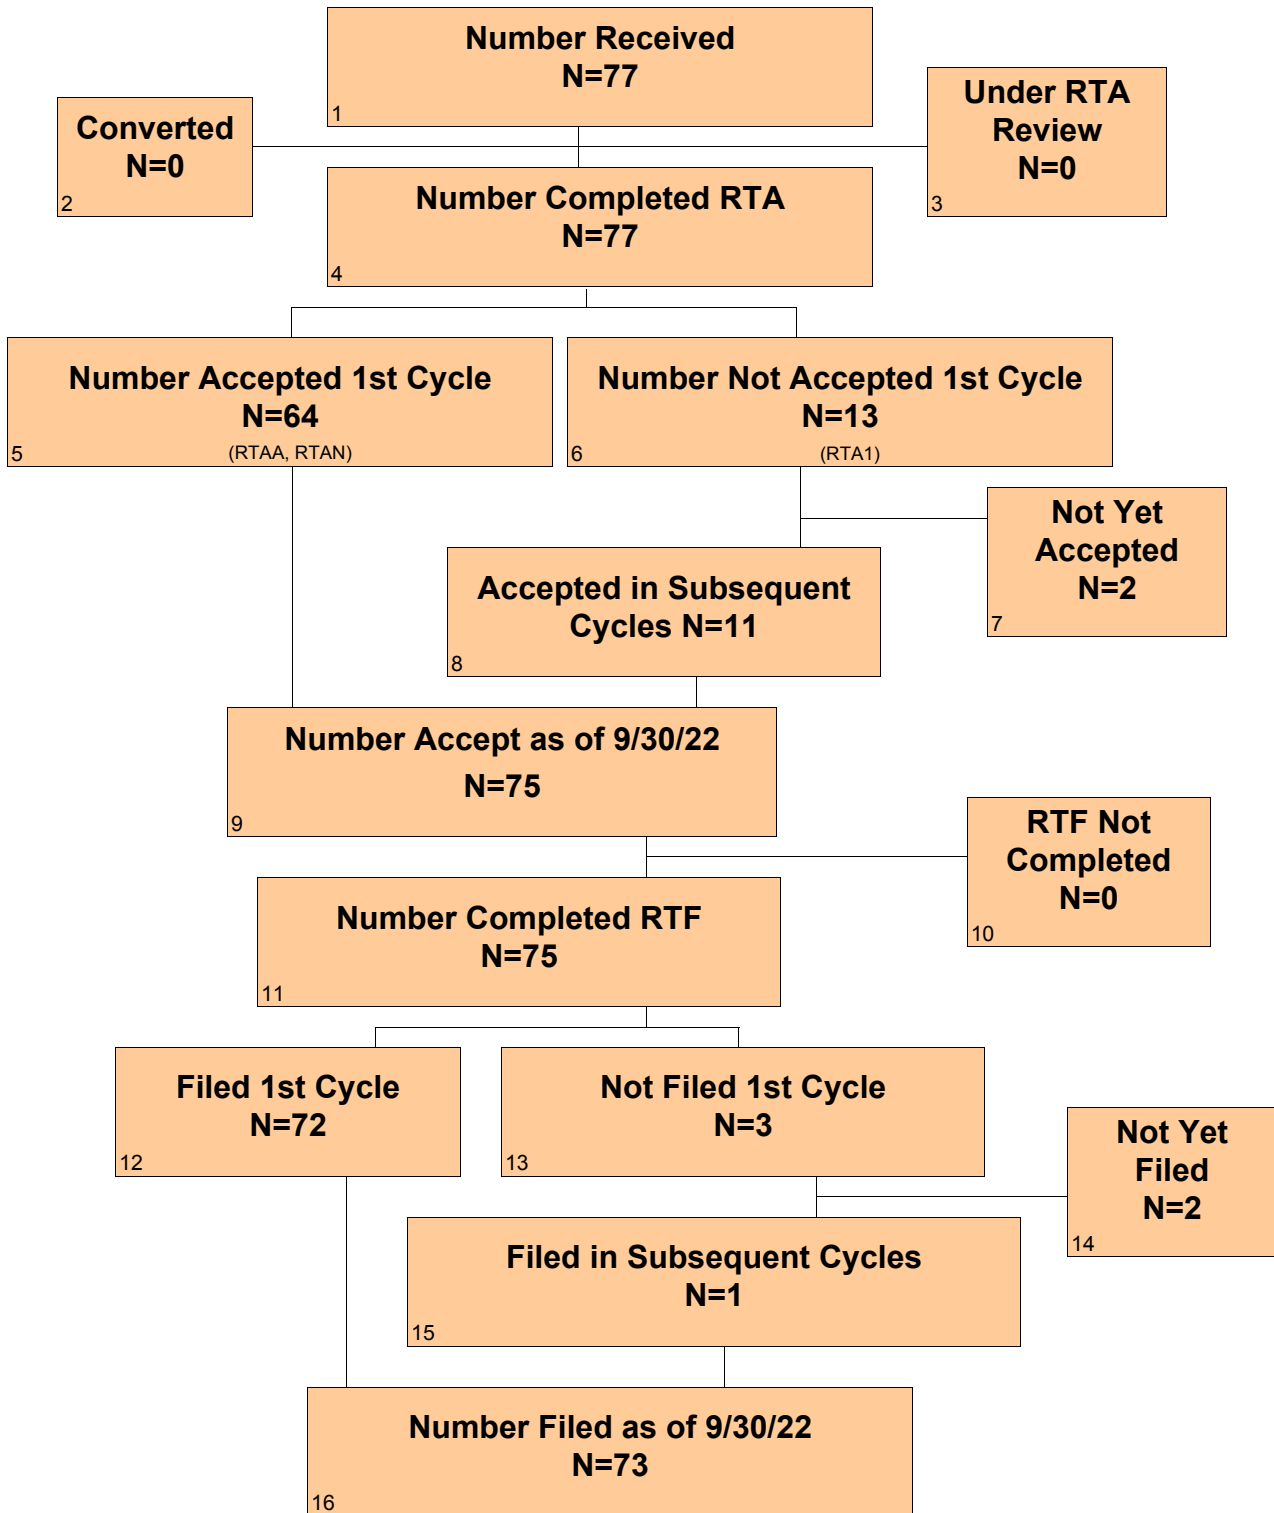 Number Received
N=77
1
Converted
N=0
2
Under RTA
Review
N=0
3
Number Completed RTA
N=77
4
Number Accepted 1st Cycle
N=64
(RTAA, RTAN)
5
Number Not Accepted 1st Cycle
N=13
(RTA1)
6
Not Yet
Accepted
N=2
7
Accepted in Subsequent
Cycles N=11
8
Number Accept as of 9/30/22
N=75
9
RTF Not
Completed
N=0
10
Number Completed RTF
N=75
11
Filed 1st Cycle
N=72
12
Not Filed 1st Cycle
N=3
13
Not Yet
Filed
N=2
14
Filed in Subsequent Cycles
N=1
15
Number Filed as of 9/30/22
N=73
16